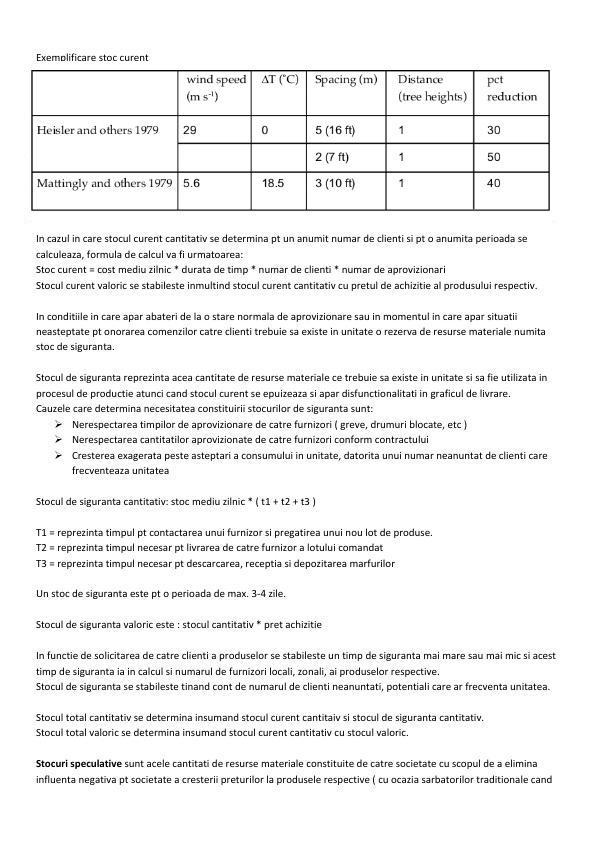 Exemplificare stoc curent
wind speed (m s⁻¹) ΔT (˚C) Spacing (m) Distance (tree heights) pct reduction
Heisler and others 1979 29 0 5 (16 ft) 1 30
2 (7 ft) 1 50
Mattingly and others 1979 5.6 18.5 3 (10 ft) 1 40
In cazul in care stocul curent cantitativ se determina pt un anumit numar de clienti si pt o anumita perioada se
calculeaza, formula de calcul va fi urmatoarea:
Stoc curent = cost mediu zilnic * durata de timp * numar de clienti * numar de aprovizionari
Stocul curent valoric se stabileste inmultind stocul curent cantitativ cu pretul de achizitie al produsului respectiv.
In conditiile in care apar abateri de la o stare normala de aprovizionare sau in momentul in care apar situatii
neasteptate pt onorarea comenzilor catre clienti trebuie sa existe in unitate o rezerva de resurse materiale numita
stoc de siguranta.
Stocul de siguranta reprezinta acea cantitate de resurse materiale ce trebuie sa existe in unitate si sa fie utilizata in
procesul de productie atunci cand stocul curent se epuizeaza si apar disfunctionalitati in graficul de livrare.
Cauzele care determina necesitatea constituirii stocurilor de siguranta sunt:
➢ Nerespectarea timpilor de aprovizionare de catre furnizori ( greve, drumuri blocate, etc )
➢ Nerespectarea cantitatilor aprovizionate de catre furnizori conform contractului
➢ Cresterea exagerata peste asteptari a consumului in unitate, datorita unui numar neanuntat de clienti care
frecventeaza unitatea
Stocul de siguranta cantitativ: stoc mediu zilnic * ( t1 + t2 + t3 )
T1 = reprezinta timpul pt contactarea unui furnizor si pregatirea unui nou lot de produse.
T2 = reprezinta timpul necesar pt livrarea de catre furnizor a lotului comandat
T3 = reprezinta timpul necesar pt descarcarea, receptia si depozitarea marfurilor
Un stoc de siguranta este pt o perioada de max. 3-4 zile.
Stocul de siguranta valoric este : stocul cantitativ * pret achizitie
In functie de solicitarea de catre clienti a produselor se stabileste un timp de siguranta mai mare sau mai mic si acest
timp de siguranta ia in calcul si numarul de furnizori locali, zonali, ai produselor respective.
Stocul de siguranta se stabileste tinand cont de numarul de clienti neanuntati, potentiali care ar frecventa unitatea.
Stocul total cantitativ se determina insumand stocul curent cantitaiv si stocul de siguranta cantitativ.
Stocul total valoric se determina insumand stocul curent cantitativ cu stocul valoric.
Stocuri speculative sunt acele cantitati de resurse materiale constituite de catre societate cu scopul de a elimina
influenta negativa pt societate a cresterii preturilor la produsele respective ( cu ocazia sarbatorilor traditionale cand